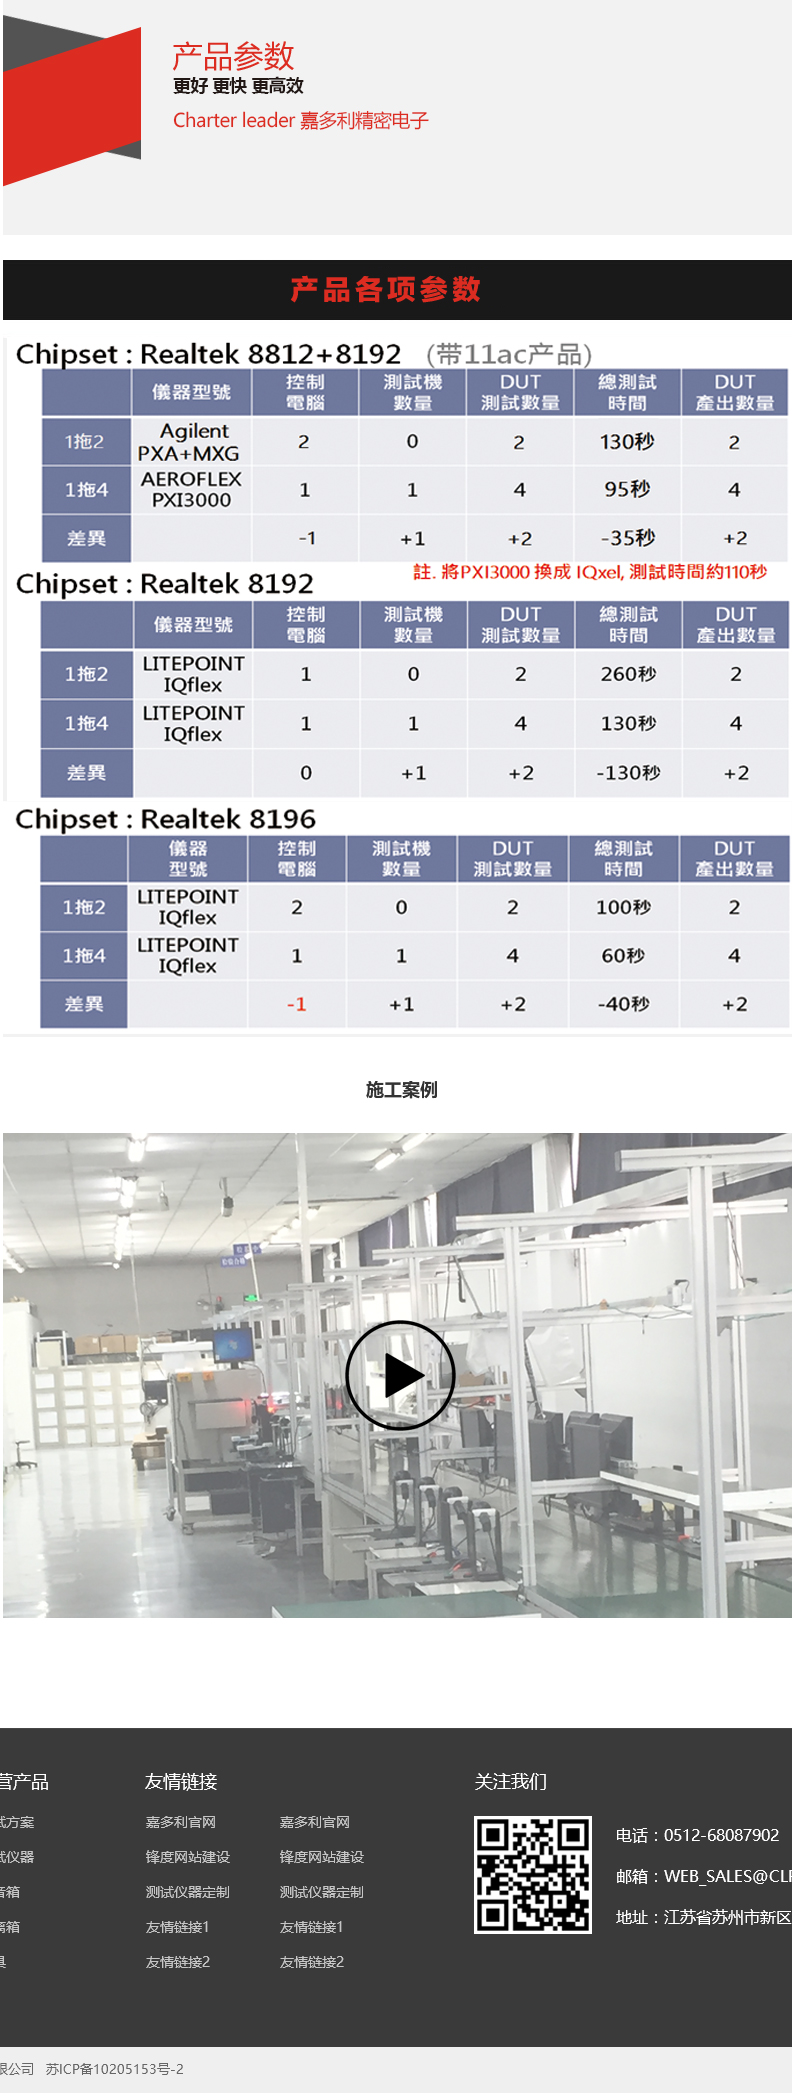 产品参数
更好 更快 更高效
Charter leader 嘉多利精密电子
产品各项参数
Chipset : Realtek 8812+8192 (带11ac产品)
儀器型號 控制電腦 測試機數量 DUT測試數量 總測試時間 DUT產出數量
1拖2 Agilent PXA+MXG 2 0 2 130秒 2
1拖4 AEROFLEX PXI3000 1 1 4 95秒 4
差異 -1 +1 +2 -35秒 +2
註. 將PXI3000 換成 IQxel, 測試時間約110秒
Chipset : Realtek 8192
儀器型號 控制電腦 測試機數量 DUT測試數量 總測試時間 DUT產出數量
1拖2 LITEPOINT IQflex 1 0 2 260秒 2
1拖4 LITEPOINT IQflex 1 1 4 130秒 4
差異 0 +1 +2 -130秒 +2
Chipset : Realtek 8196
儀器型號 控制電腦 測試機數量 DUT測試數量 總測試時間 DUT產出數量
1拖2 LITEPOINT IQflex 2 0 2 100秒 2
1拖4 LITEPOINT IQflex 1 1 4 60秒 4
差異 -1 +1 +2 -40秒 +2
施工案例
营产品 友情链接 关注我们
试方案 嘉多利官网 嘉多利官网
试仪器 锋度网站建设 锋度网站建设
音箱 测试仪器定制 测试仪器定制
离箱 友情链接1 友情链接1
具 友情链接2 友情链接2
电话：0512-68087902
邮箱：WEB_SALES@CL
地址：江苏省苏州市新区
限公司 苏ICP备10205153号-2